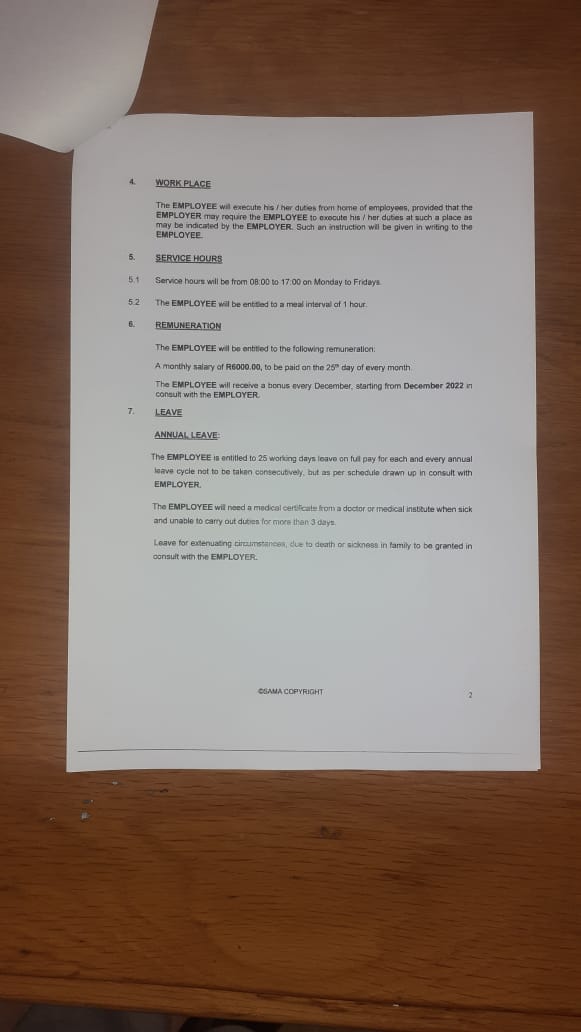 4. WORK PLACE
The EMPLOYEE will execute his / her duties from home of employees, provided that the
EMPLOYER may require the EMPLOYEE to execute his / her duties at such a place as
may be indicated by the EMPLOYER. Such an instruction will be given in writing to the
EMPLOYEE.
5. SERVICE HOURS
5.1 Service hours will be from 08:00 to 17:00 on Monday to Fridays.
5.2 The EMPLOYEE will be entitled to a meal interval of 1 hour.
6. REMUNERATION
The EMPLOYEE will be entitled to the following remuneration:
A monthly salary of R6000.00, to be paid on the 25th day of every month.
The EMPLOYEE will receive a bonus every December, starting from December 2022 in
consult with the EMPLOYER.
7. LEAVE
ANNUAL LEAVE:
The EMPLOYEE is entitled to 25 working days leave on full pay for each and every annual
leave cycle not to be taken consecutively, but as per schedule drawn up in consult with
EMPLOYER.
The EMPLOYEE will need a medical certificate from a doctor or medical institute when sick
and unable to carry out duties for more than 3 days.
Leave for extenuating circumstances, due to death or sickness in family to be granted in
consult with the EMPLOYER.
©SAMA COPYRIGHT
2